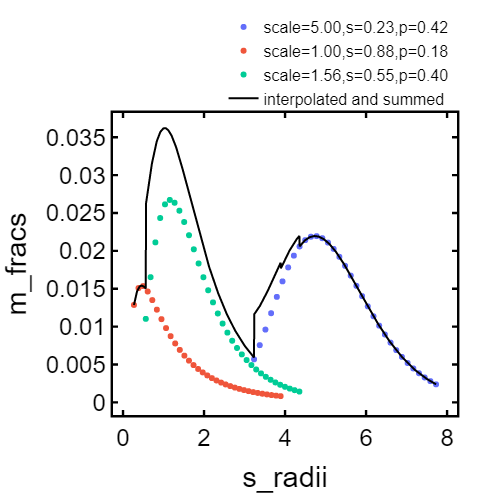 scale=5.00,s=0.23,p=0.42
scale=1.00,s=0.88,p=0.18
scale=1.56,s=0.55,p=0.40
interpolated and summed
0.035
0.03
0.025
0.02
0.015
0.01
0.005
0
m_fracs
0 2 4 6 8
s_radii